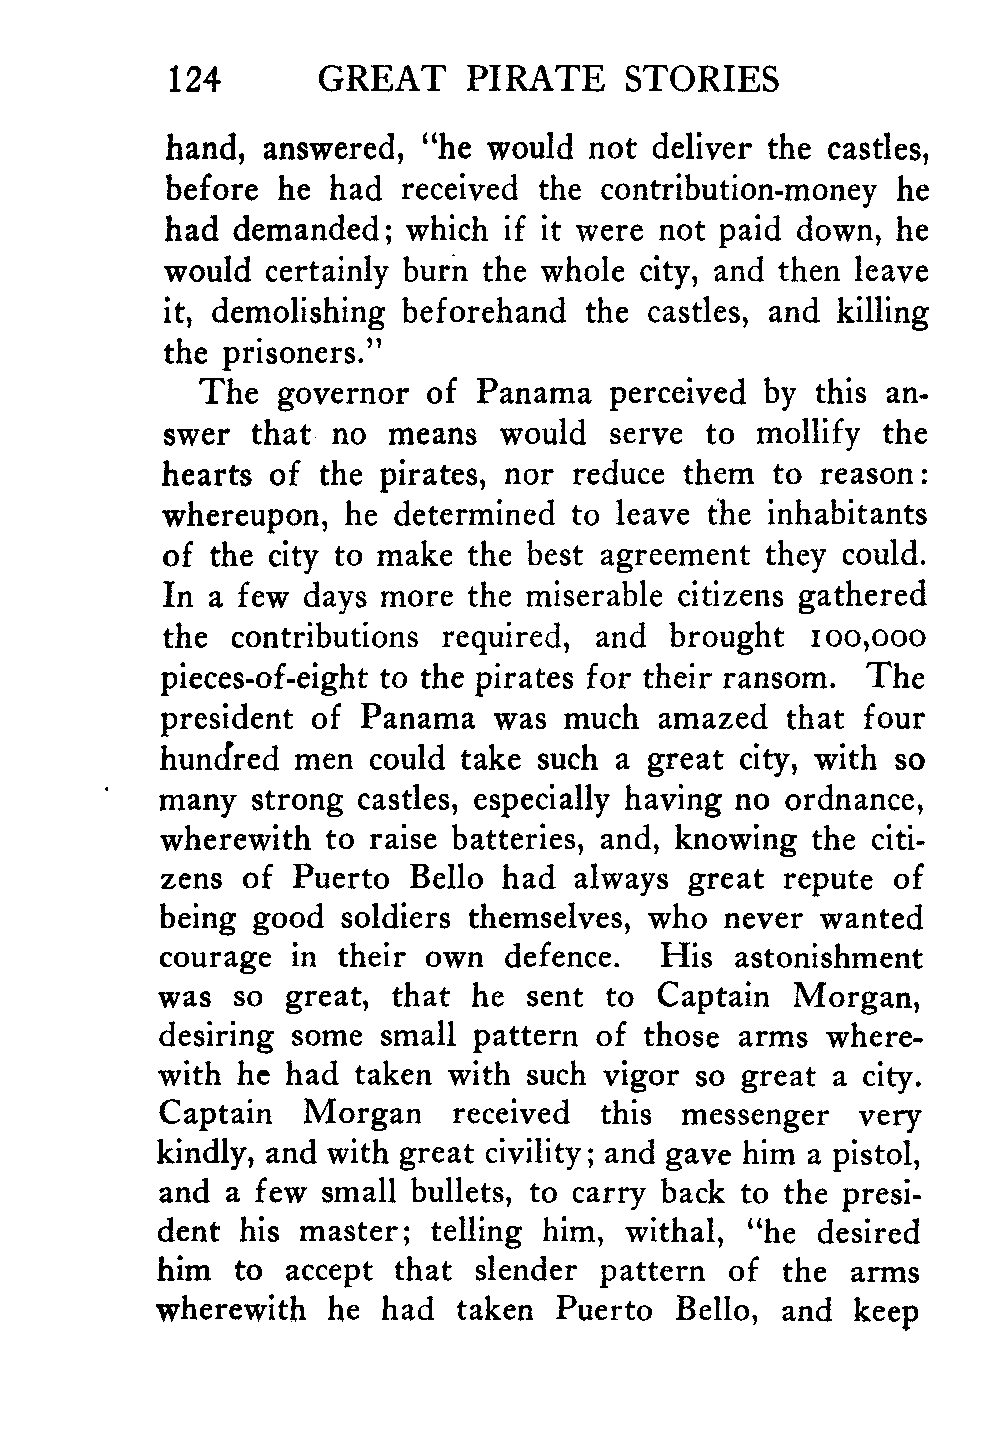 124 GREAT PIRATE STORIES
hand, answered, "he would not deliver the castles,
before he had received the contribution-money he
had demanded; which if it were not paid down, he
would certainly burn the whole city, and then leave
it, demolishing beforehand the castles, and killing
the prisoners."
The governor of Panama perceived by this an-
swer that no means would serve to mollify the
hearts of the pirates, nor reduce them to reason:
whereupon, he determined to leave the inhabitants
of the city to make the best agreement they could.
In a few days more the miserable citizens gathered
the contributions required, and brought 100,000
pieces-of-eight to the pirates for their ransom. The
president of Panama was much amazed that four
hundred men could take such a great city, with so
many strong castles, especially having no ordnance,
wherewith to raise batteries, and, knowing the citi-
zens of Puerto Bello had always great repute of
being good soldiers themselves, who never wanted
courage in their own defence. His astonishment
was so great, that he sent to Captain Morgan,
desiring some small pattern of those arms where-
with he had taken with such vigor so great a city.
Captain Morgan received this messenger very
kindly, and with great civility; and gave him a pistol,
and a few small bullets, to carry back to the presi-
dent his master; telling him, withal, "he desired
him to accept that slender pattern of the arms
wherewith he had taken Puerto Bello, and keep